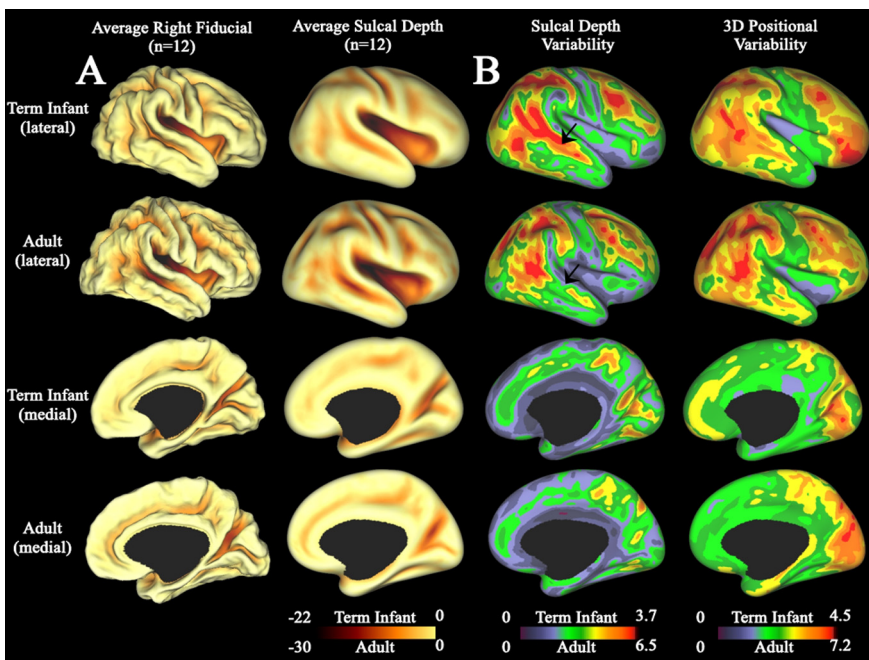 Average Right Fiducial
(n=12)
Average Sulcal Depth
(n=12)
Sulcal Depth
Variability
3D Positional
Variability
A
B
Term Infant
(lateral)
Adult
(lateral)
Term Infant
(medial)
Adult
(medial)
-22 Term Infant 0
-30 Adult 0
0 Term Infant 3.7
0 Adult 6.5
0 Term Infant 4.5
0 Adult 7.2